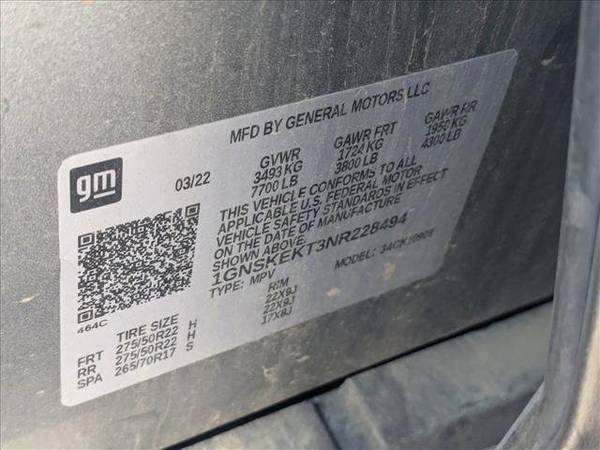 MFD BY GENERAL MOTORS LLC
gm
03/22
GVWR GAWR FRT GAWR RR
3493 KG 1724 KG 1950 KG
7700 LB 3800 LB 4300 LB
THIS VEHICLE CONFORMS TO ALL
APPLICABLE U.S. FEDERAL MOTOR
VEHICLE SAFETY STANDARDS IN EFFECT
ON THE DATE OF MANUFACTURE
SHOWN ABOVE.
1GNSKEKT3NR228494
TYPE: MPV MODEL:
464C
TIRE SIZE RIM
FRT 275/50R22 H 22X9J
RR 275/50R22 H 22X9J
SPA 265/70R17 S 17X8J